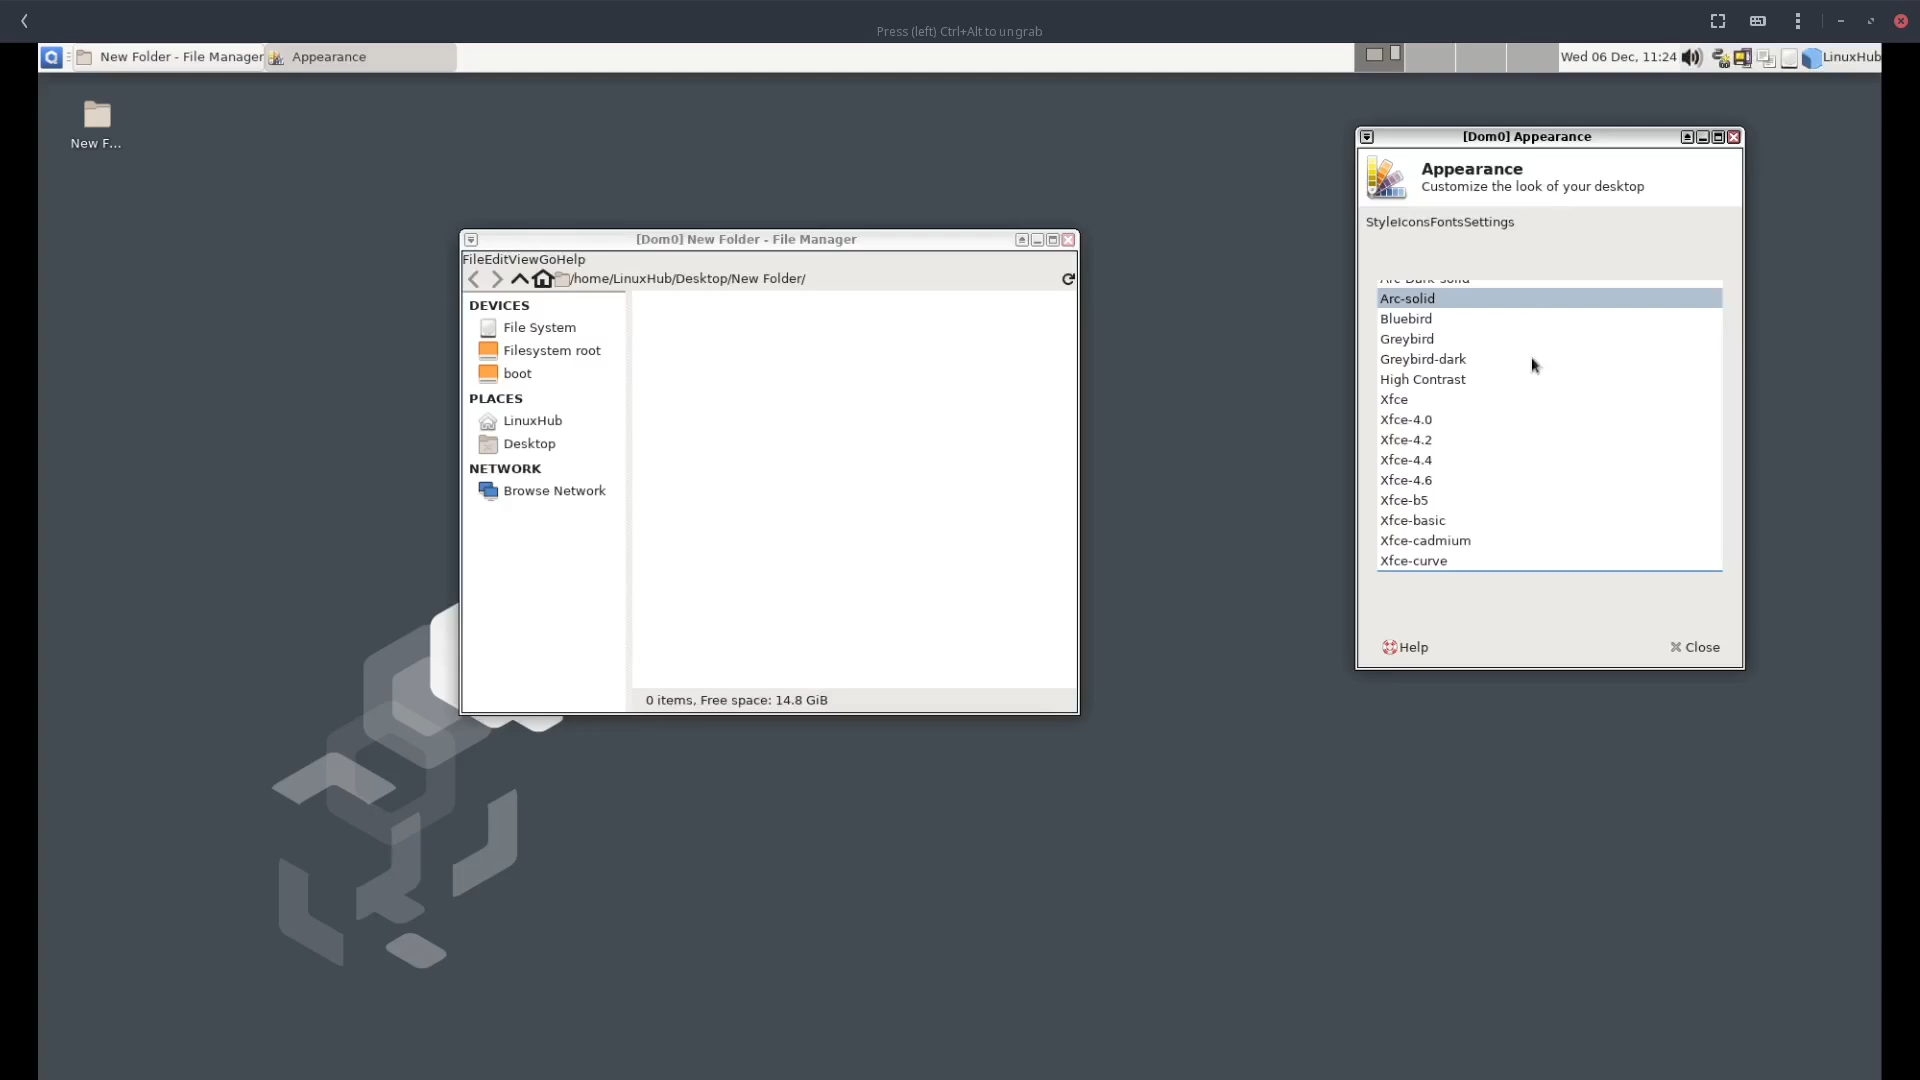 Press (left) Ctrl+Alt to ungrab
New Folder - File Manager
Appearance
Wed 06 Dec, 11:24
LinuxHub
New F...
[Dom0] Appearance
Appearance
Customize the look of your desktop
StyleIconsFontsSettings
Arc-Dark-solid
Arc-solid
Bluebird
Greybird
Greybird-dark
High Contrast
Xfce
Xfce-4.0
Xfce-4.2
Xfce-4.4
Xfce-4.6
Xfce-b5
Xfce-basic
Xfce-cadmium
Xfce-curve
Help
Close
[Dom0] New Folder - File Manager
FileEditViewGoHelp
/home/LinuxHub/Desktop/New Folder/
DEVICES
File System
Filesystem root
boot
PLACES
LinuxHub
Desktop
NETWORK
Browse Network
0 items, Free space: 14.8 GiB